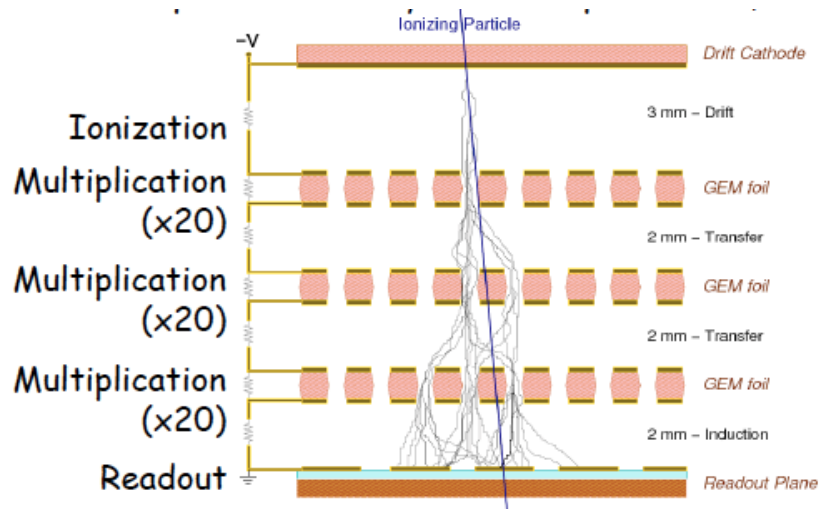 Ionizing Particle
–V
Drift Cathode
3 mm – Drift
Ionization
Multiplication
(x20)
GEM foil
2 mm – Transfer
Multiplication
(x20)
GEM foil
2 mm – Transfer
Multiplication
(x20)
GEM foil
2 mm – Induction
Readout
Readout Plane